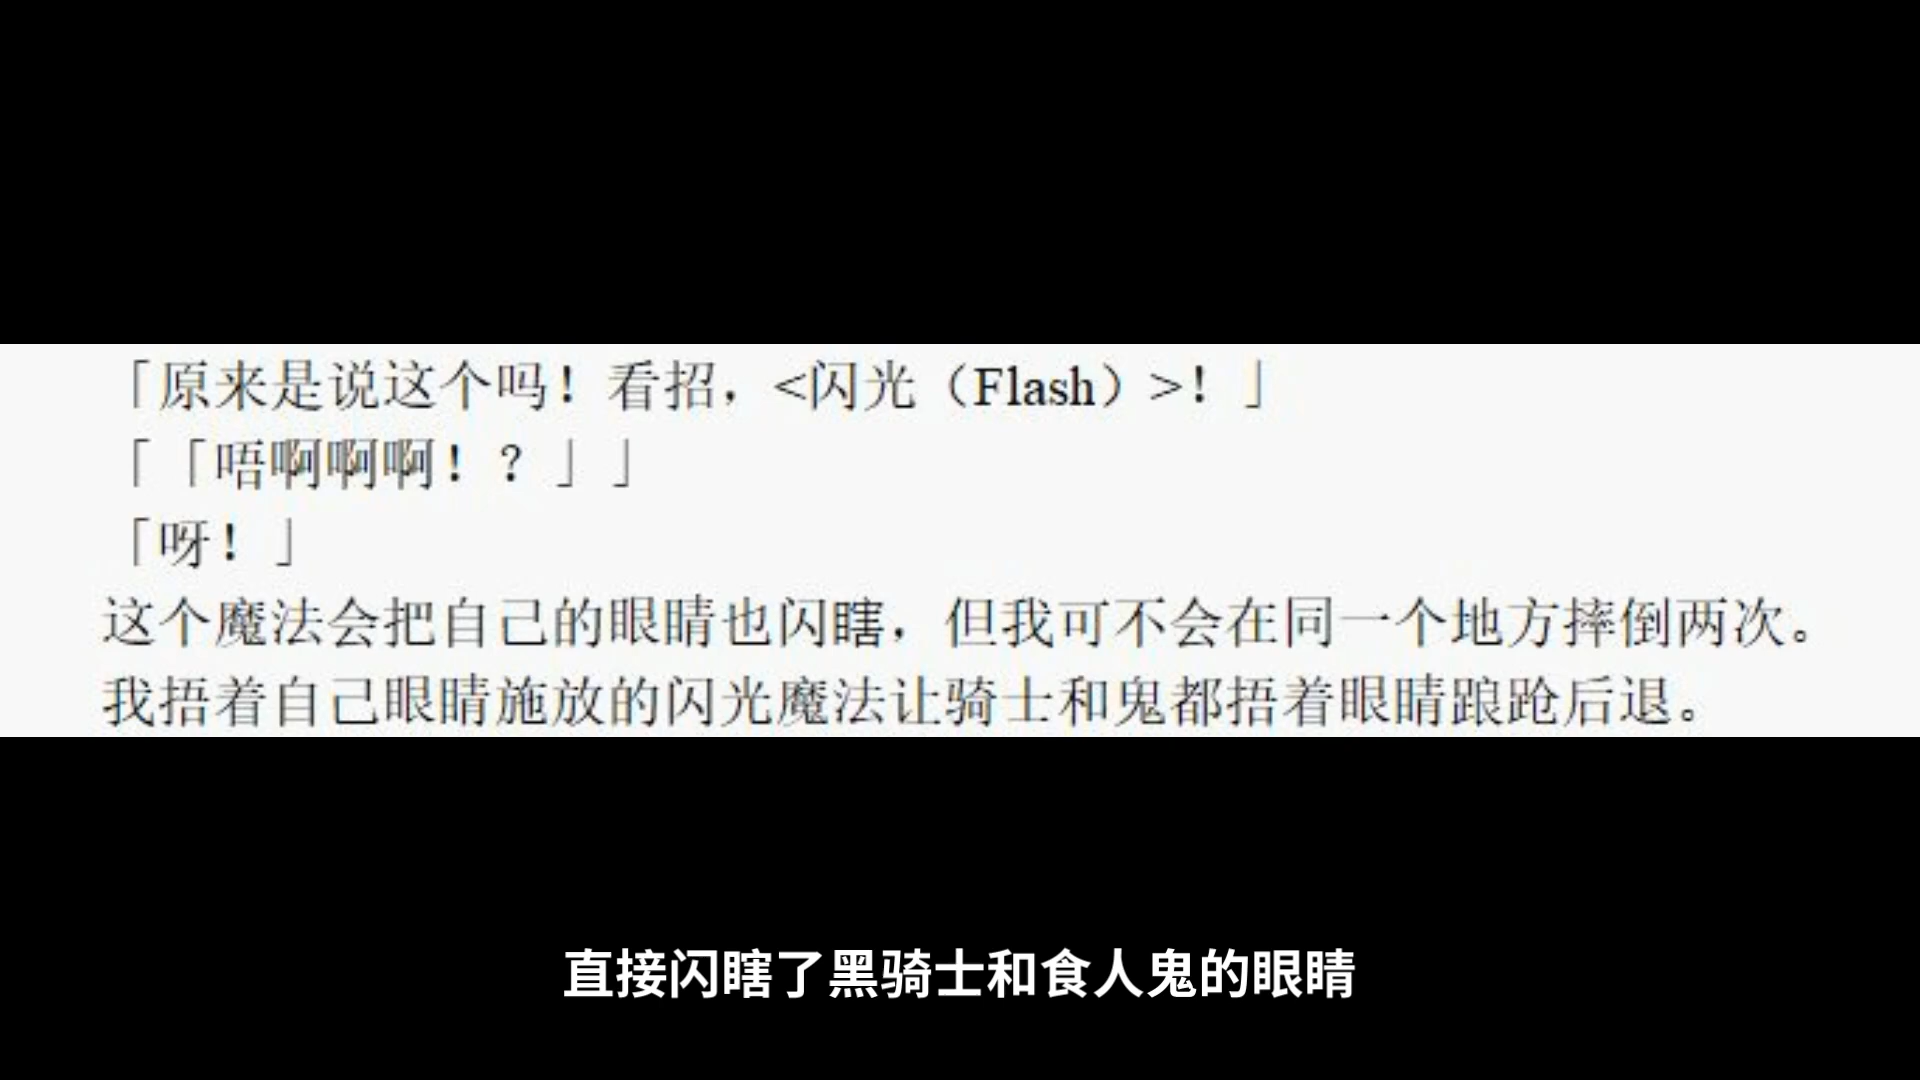 「原来是说这个吗！看招，<闪光（Flash）>！」
「「唔啊啊啊！？」」
「呀！」
这个魔法会把自己的眼睛也闪瞎，但我可不会在同一个地方摔倒两次。
我捂着自己眼睛施放的闪光魔法让骑士和鬼都捂着眼睛踉跄后退。
直接闪瞎了黑骑士和食人鬼的眼睛